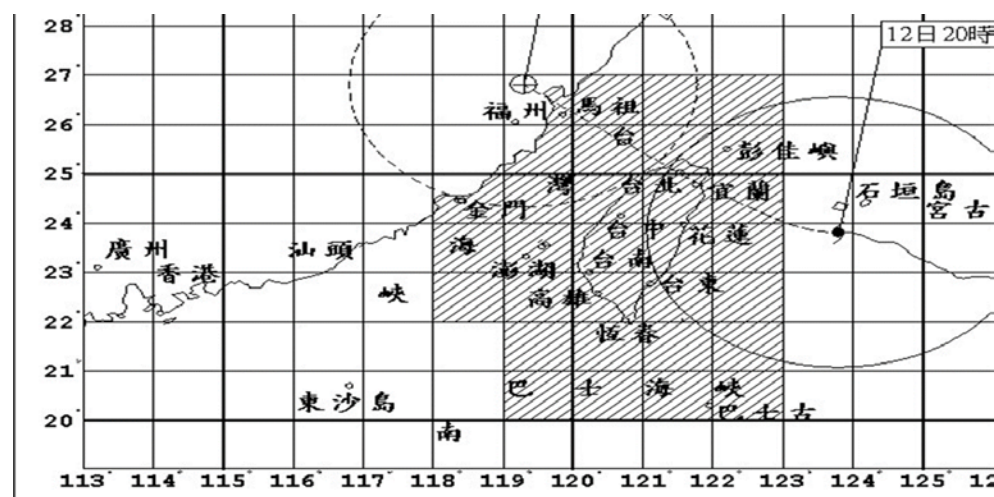 12日20時
28°
27°
福州 馬祖
26°
台
彭佳嶼
25°
灣 台北 宜蘭 石垣島
金門 宮古
24°
台中 花蓮
廣州 汕頭 海
香港 澎湖 台南
23°
峽 高雄 台東
22°
恆春
21°
東沙島 巴士海峽
巴士古
20°
南
113° 114° 115° 116° 117° 118° 119° 120° 121° 122° 123° 124° 125°